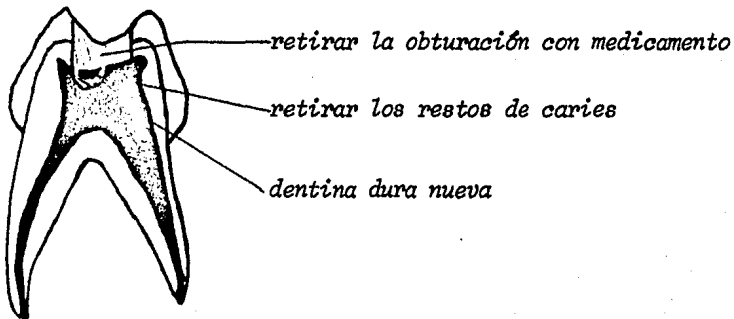 retirar la obturación con medicamento
retirar los restos de caries
dentina dura nueva